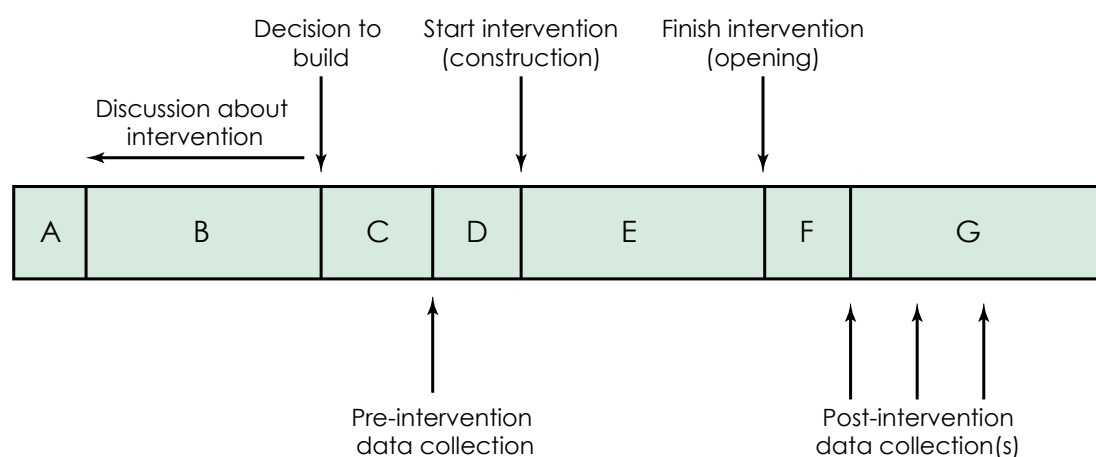 Decision to
build
Start intervention
(construction)
Finish intervention
(opening)
Discussion about
intervention
A
B
C
D
E
F
G
Pre-intervention
data collection
Post-intervention
data collection(s)